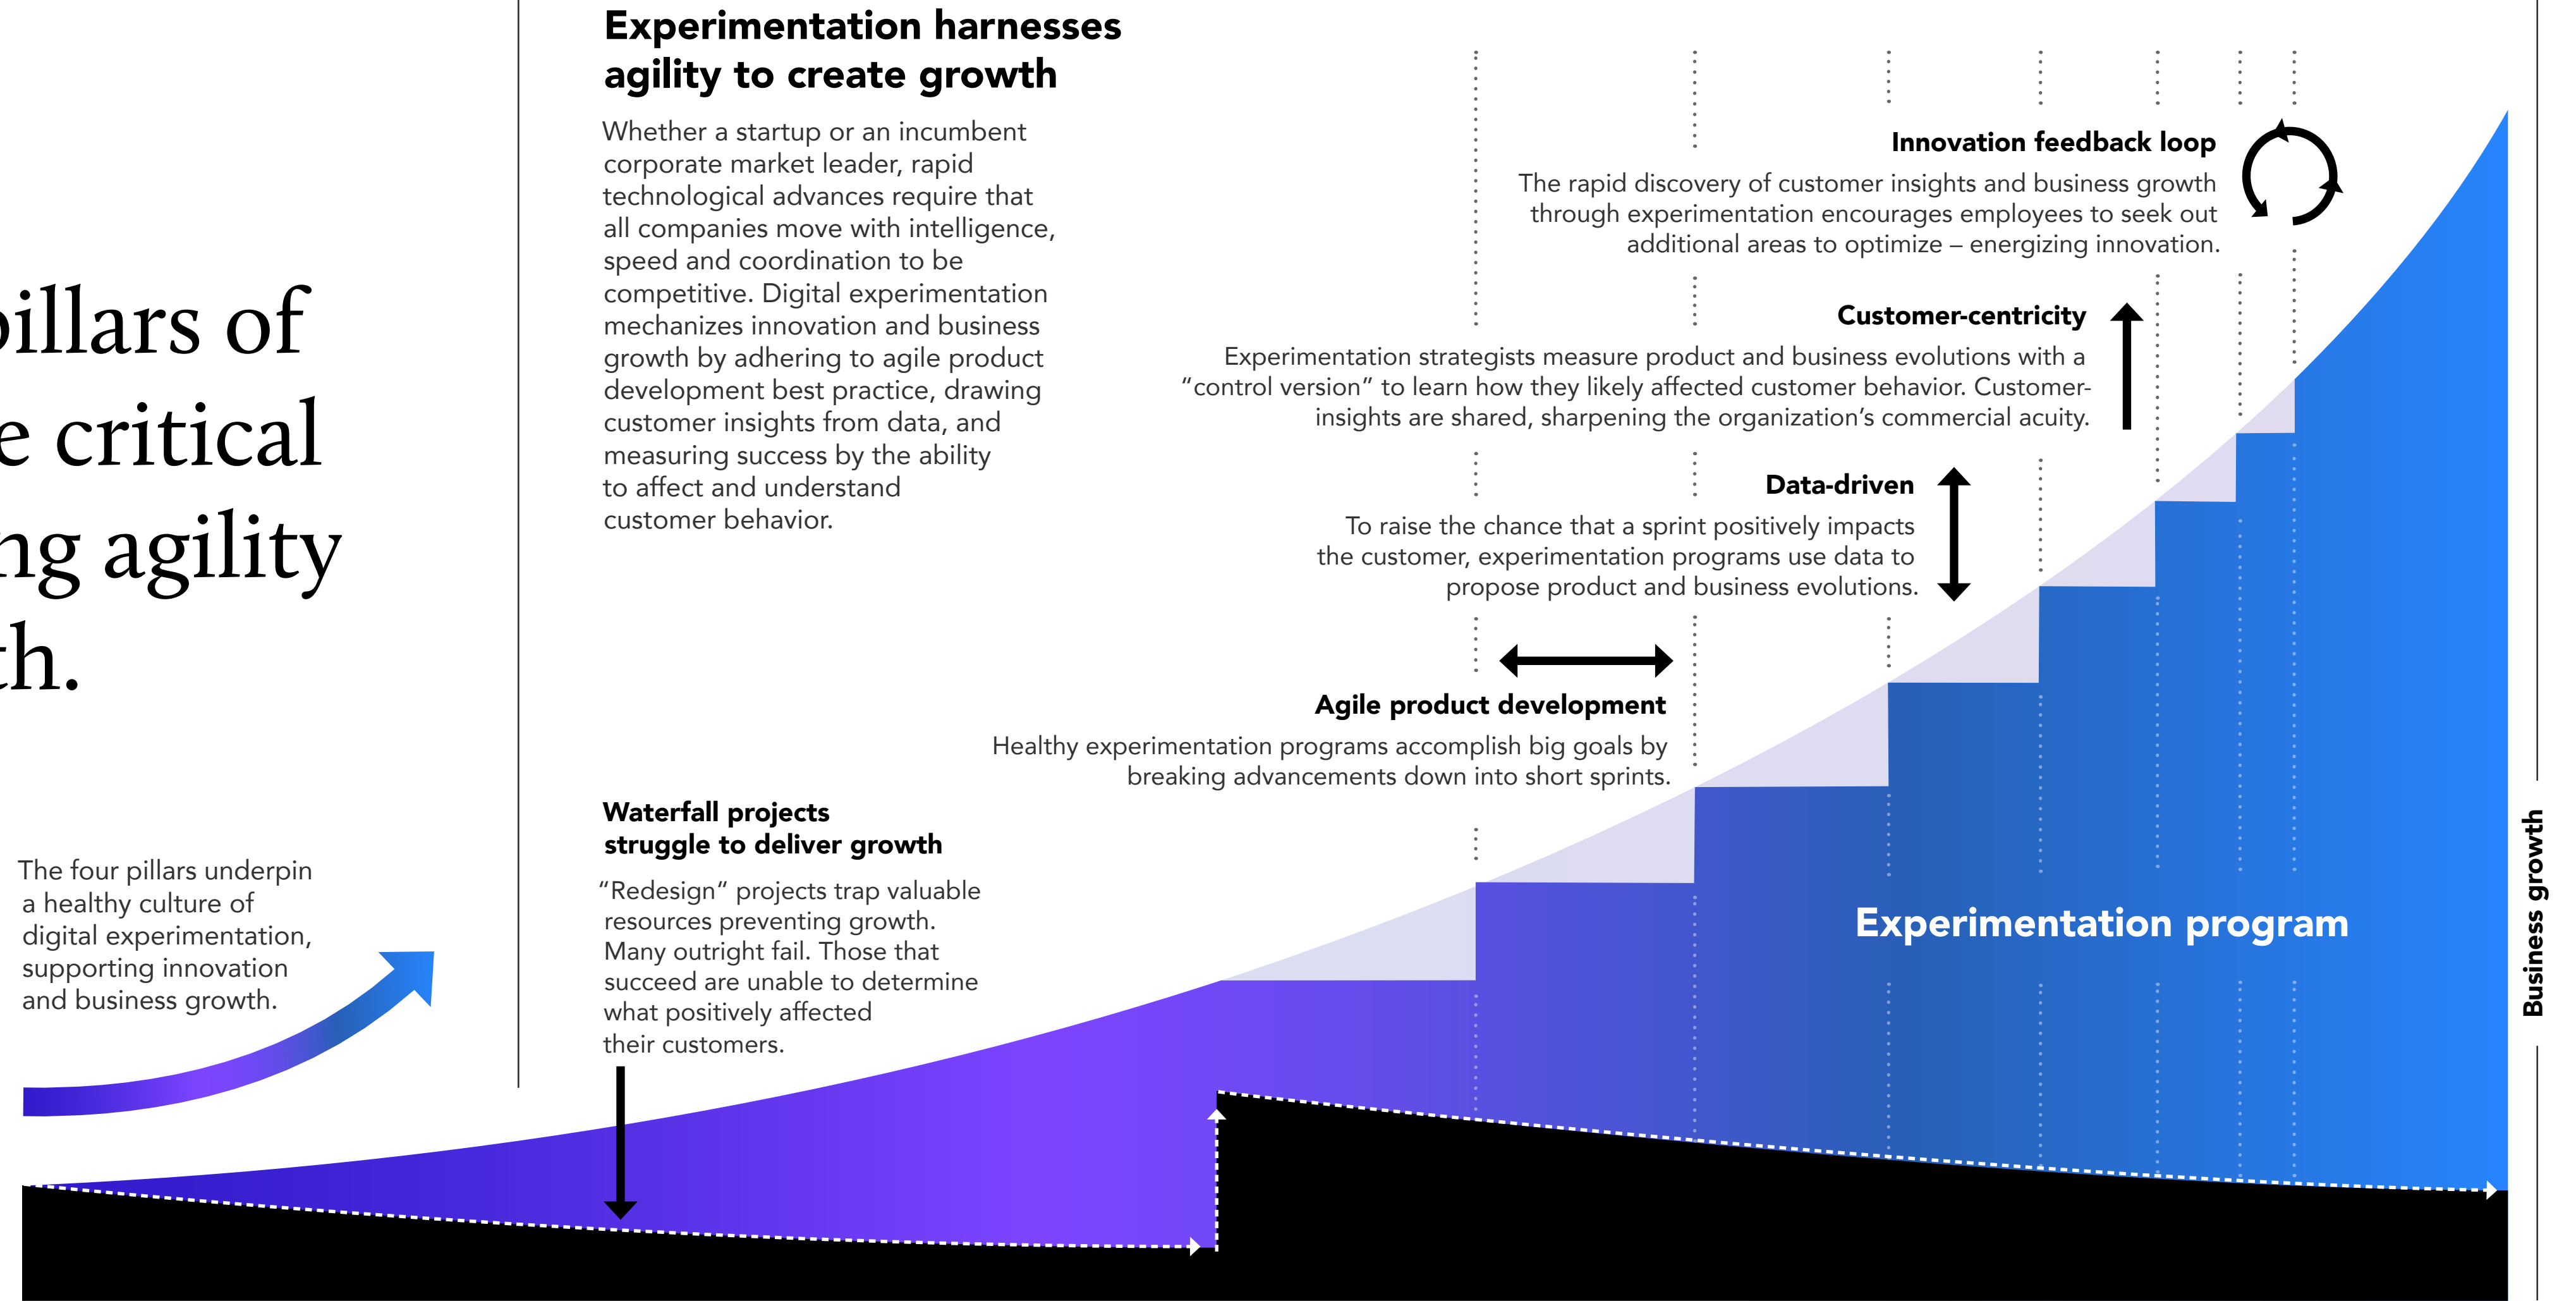 pillars of
e critical
ng agility
th.
The four pillars underpin
a healthy culture of
digital experimentation,
supporting innovation
and business growth.
Experimentation harnesses
agility to create growth
Whether a startup or an incumbent
corporate market leader, rapid
technological advances require that
all companies move with intelligence,
speed and coordination to be
competitive. Digital experimentation
mechanizes innovation and business
growth by adhering to agile product
development best practice, drawing
customer insights from data, and
measuring success by the ability
to affect and understand
customer behavior.
Waterfall projects
struggle to deliver growth
“Redesign“ projects trap valuable
resources preventing growth.
Many outright fail. Those that
succeed are unable to determine
what positively affected
their customers.
Innovation feedback loop
The rapid discovery of customer insights and business growth
through experimentation encourages employees to seek out
additional areas to optimize – energizing innovation.
Customer-centricity
Experimentation strategists measure product and business evolutions with a
“control version” to learn how they likely affected customer behavior. Customer-
insights are shared, sharpening the organization’s commercial acuity.
Data-driven
To raise the chance that a sprint positively impacts
the customer, experimentation programs use data to
propose product and business evolutions.
Agile product development
Healthy experimentation programs accomplish big goals by
breaking advancements down into short sprints.
Experimentation program
Business growth